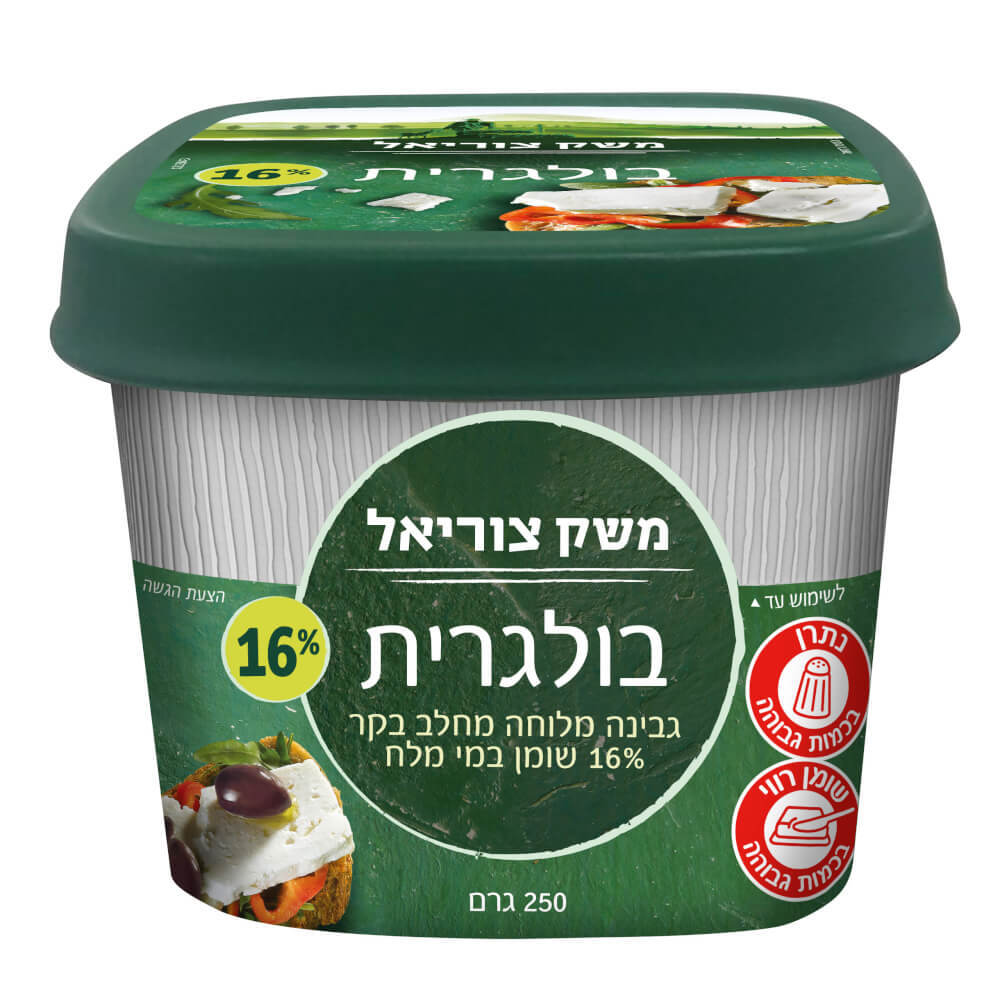 משק צוריאל
בולגרית
16%
משק צוריאל
בולגרית
16%
גבינה מלוחה מחלב בקר
16% שומן במי מלח
250 גרם
הצעת הגשה
לשימוש עד
נתרן
בכמות גבוהה
שומן רווי
בכמות גבוהה